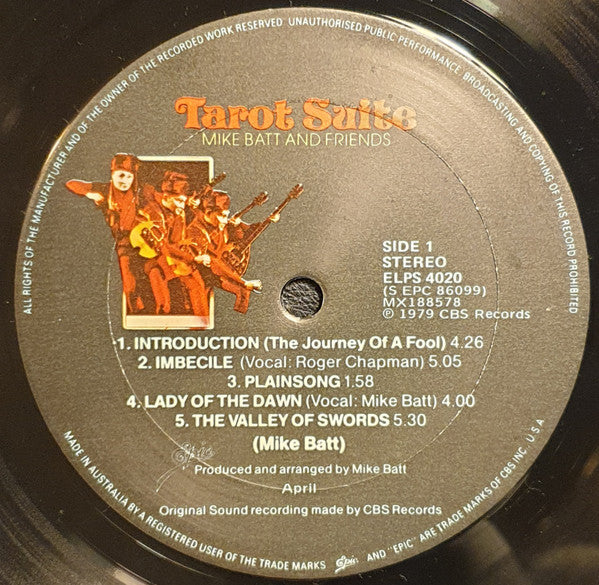 ALL RIGHTS OF THE MANUFACTURER AND OF THE OWNER OF THE RECORDED WORK RESERVED UNAUTHORISED PUBLIC PERFORMANCE BROADCASTING AND COPYING OF THIS RECORD PROHIBITED
Tarot Suite
MIKE BATT AND FRIENDS
SIDE 1
STEREO
ELPS 4020
(S EPC 86099)
MX188578
℗ 1979 CBS Records
1. INTRODUCTION (The Journey Of A Fool) 4.26
2. IMBECILE (Vocal: Roger Chapman) 5.05
3. PLAINSONG 1.58
4. LADY OF THE DAWN (Vocal: Mike Batt) 4.00
5. THE VALLEY OF SWORDS 5.30
(Mike Batt)
Epic
Produced and arranged by Mike Batt
April
Original Sound recording made by CBS Records
MADE IN AUSTRALIA BY A REGISTERED USER OF THE TRADE MARKS Epic AND "EPIC" ARE TRADE MARKS OF CBS INC. U.S.A.